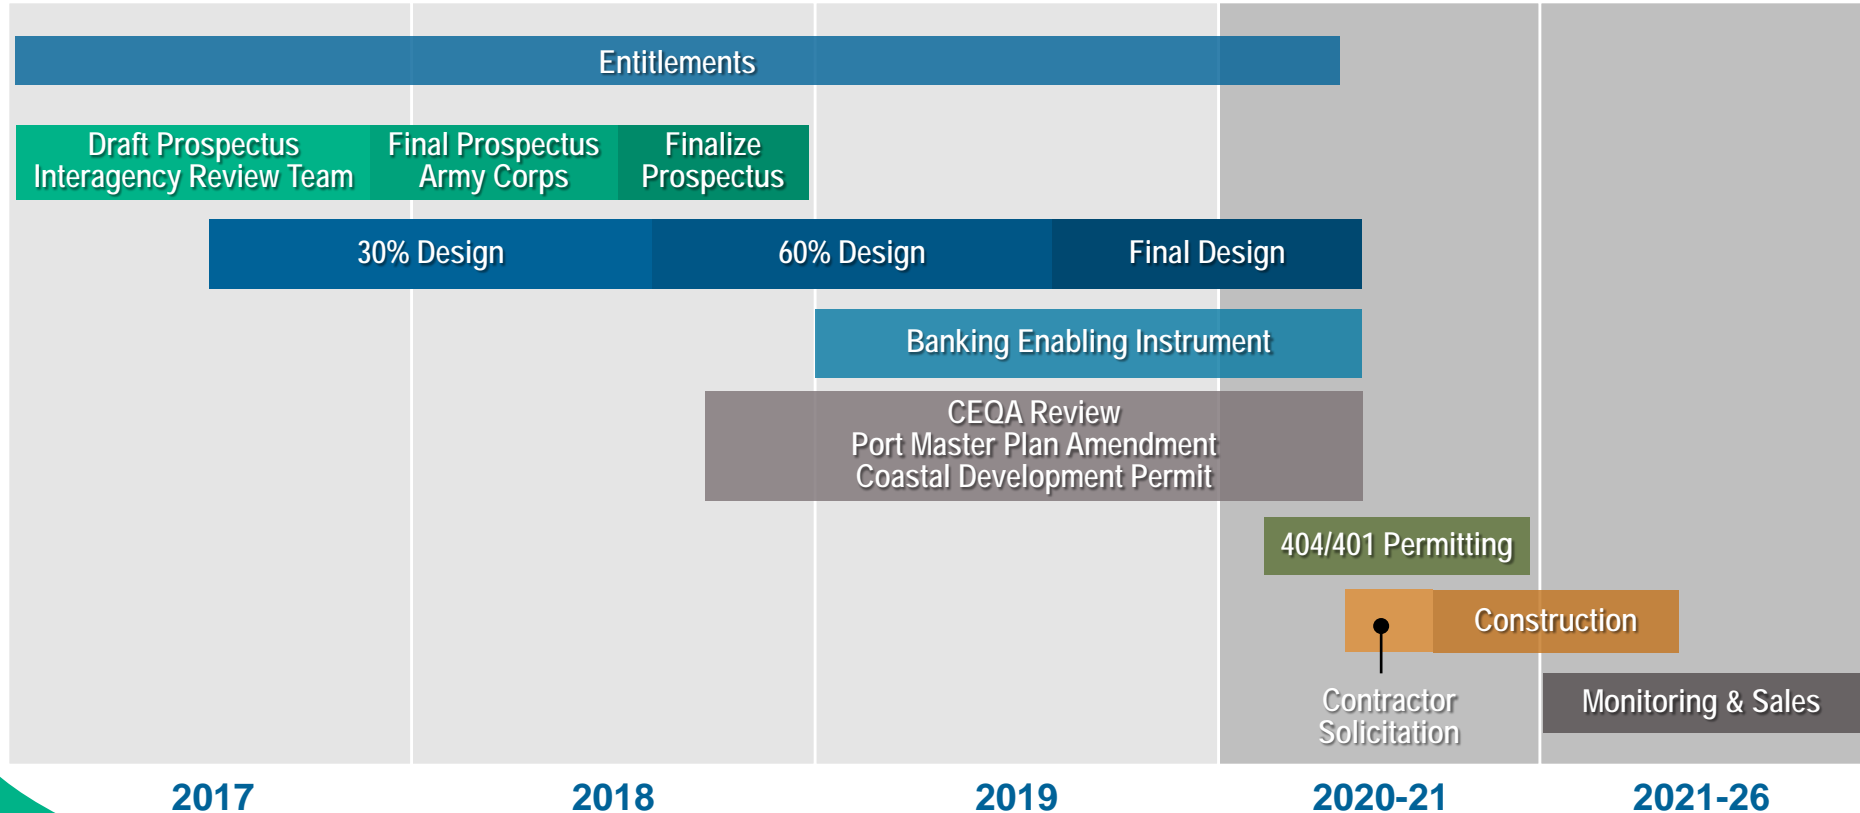 Entitlements
Draft Prospectus
Interagency Review Team
Final Prospectus
Army Corps
Finalize
Prospectus
30% Design
60% Design
Final Design
Banking Enabling Instrument
CEQA Review
Port Master Plan Amendment
Coastal Development Permit
404/401 Permitting
Construction
Contractor
Solicitation
Monitoring & Sales
2017
2018
2019
2020-21
2021-26